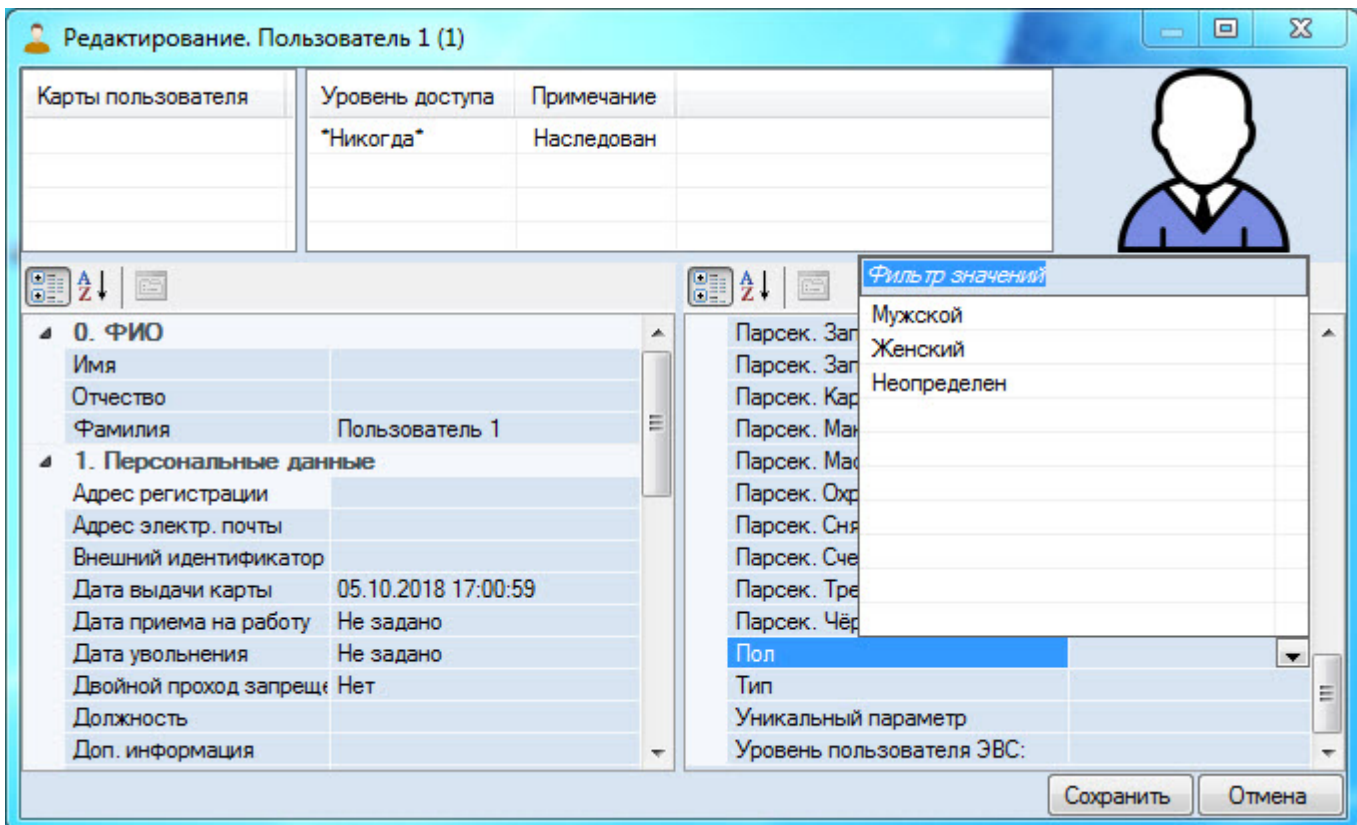 Редактирование. Пользователь 1 (1)
Карты пользователя
Уровень доступа Примечание
*Никогда* Наследован
0. ФИО
Имя
Отчество
Фамилия Пользователь 1
1. Персональные данные
Адрес регистрации
Адрес электр. почты
Внешний идентификатор
Дата выдачи карты 05.10.2018 17:00:59
Дата приема на работу Не задано
Дата увольнения Не задано
Двойной проход запреще Нет
Должность
Доп. информация
Фильтр значений
Мужской
Женский
Неопределен
Парсек. Зап
Парсек. Зап
Парсек. Кар
Парсек. Мак
Парсек. Мас
Парсек. Охр
Парсек. Сня
Парсек. Сче
Парсек. Тре
Парсек. Чёр
Пол
Тип
Уникальный параметр
Уровень пользователя ЭВС:
Сохранить Отмена